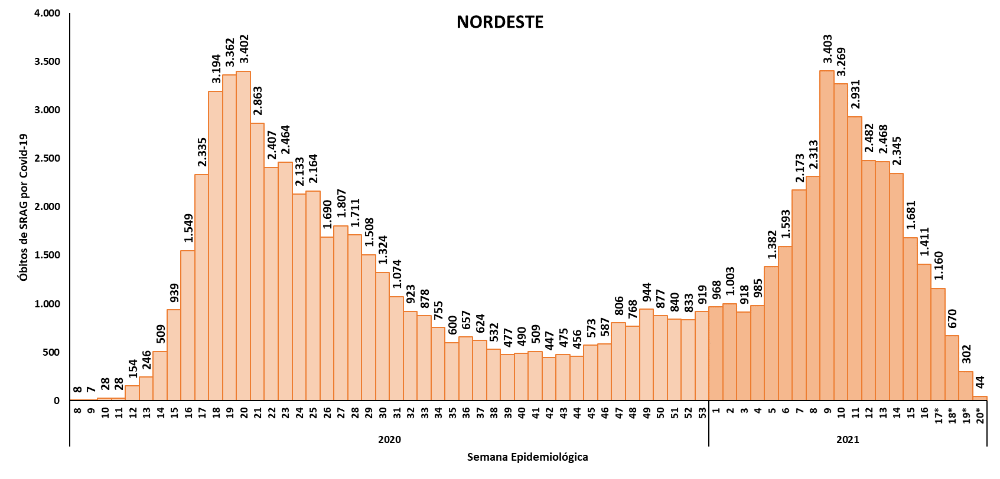 NORDESTE
Óbitos de SRAG por Covid-19
4.000
3.500
3.000
2.500
2.000
1.500
1.000
500
0
8 7 28 28 154 246 509 939 1.549 2.335 3.194 3.362 3.402 2.863 2.407 2.464 2.133 2.164 1.690 1.807 1.711 1.508 1.324 1.074 923 878 755 600 657 624 532 477 490 509 447 475 456 573 587 806 768 944 877 840 833 919 968 1.003 918 985 1.382 1.593 2.173 2.313 3.403 3.269 2.931 2.482 2.468 2.345 1.681 1.411 1.160 670 302 44
8 9 10 11 12 13 14 15 16 17 18 19 20 21 22 23 24 25 26 27 28 29 30 31 32 33 34 35 36 37 38 39 40 41 42 43 44 45 46 47 48 49 50 51 52 53 1 2 3 4 5 6 7 8 9 10 11 12 13 14 15 16 17* 18* 19* 20*
2020 2021
Semana Epidemiológica